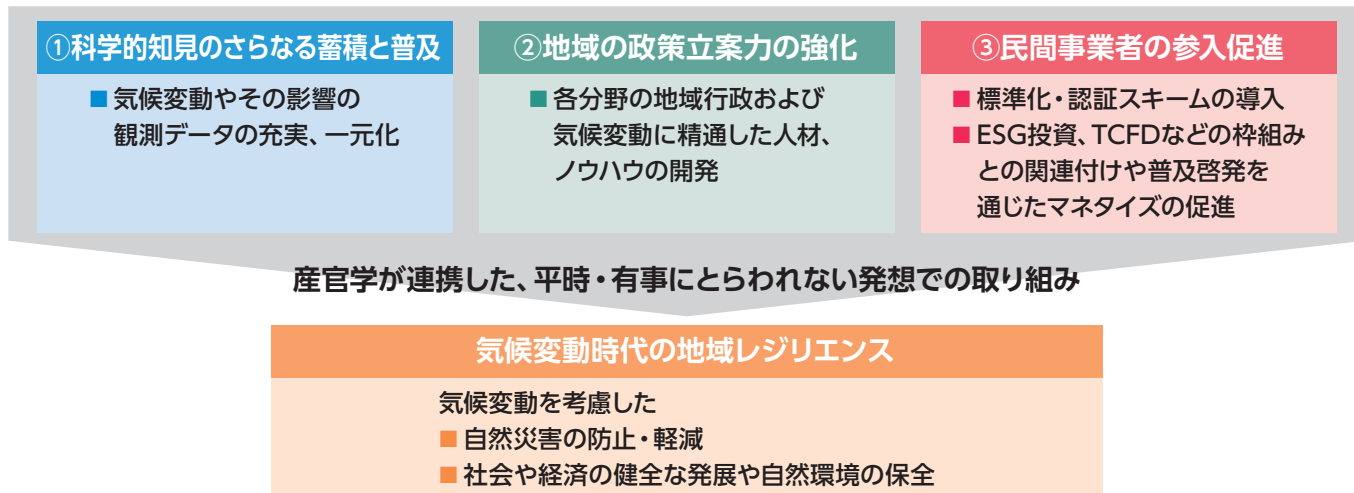 ①科学的知見のさらなる蓄積と普及
■ 気候変動やその影響の
観測データの充実、一元化
②地域の政策立案力の強化
■ 各分野の地域行政および
気候変動に精通した人材、
ノウハウの開発
③民間事業者の参入促進
■ 標準化・認証スキームの導入
■ ESG投資、TCFDなどの枠組み
との関連付けや普及啓発を
通じたマネタイズの促進
産官学が連携した、平時・有事にとらわれない発想での取り組み
気候変動時代の地域レジリエンス
気候変動を考慮した
■ 自然災害の防止・軽減
■ 社会や経済の健全な発展や自然環境の保全